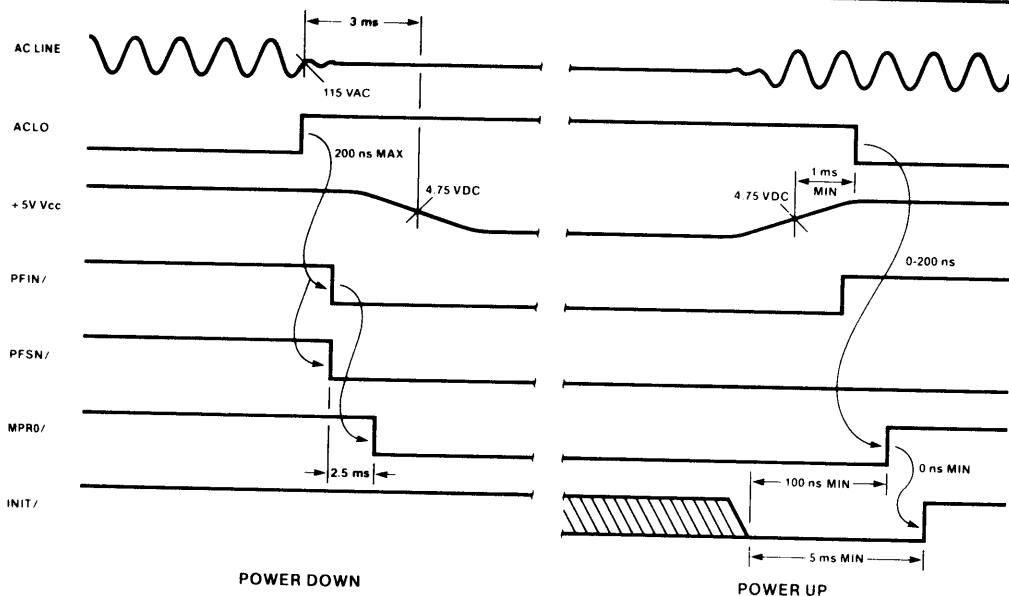 3 ms
AC LINE
115 VAC
ACLO
200 ns MAX
1 ms
MIN
+5V Vcc
4.75 VDC
4.75 VDC
0-200 ns
PFIN/
PFSN/
MPR0/
2.5 ms
100 ns MIN
0 ns MIN
INIT/
5 ms MIN
POWER DOWN
POWER UP